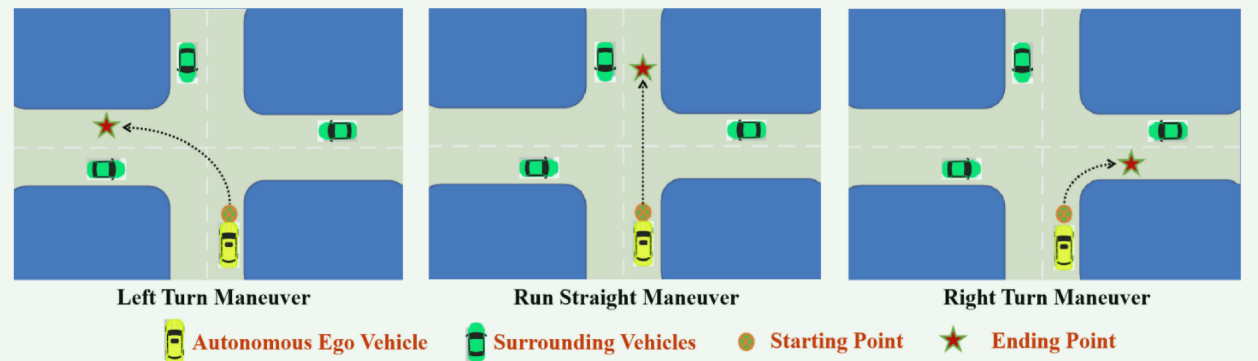 Left Turn Maneuver
Run Straight Maneuver
Right Turn Maneuver
Autonomous Ego Vehicle
Surrounding Vehicles
Starting Point
Ending Point